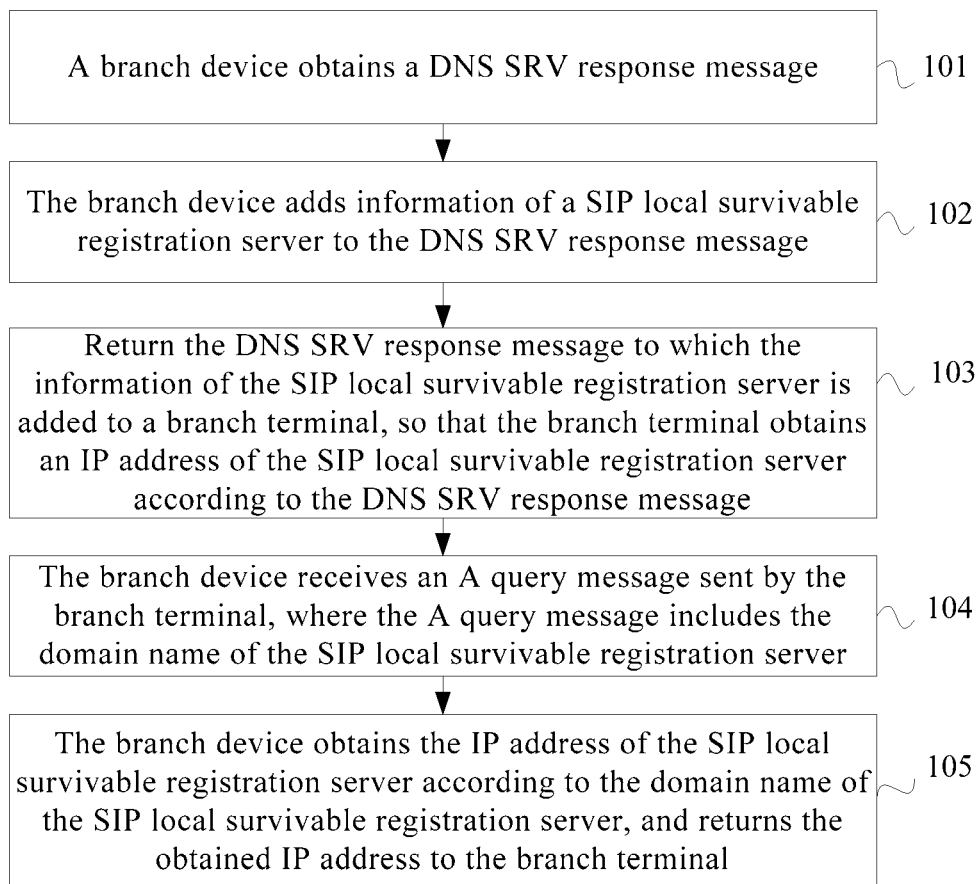 A branch device obtains a DNS SRV response message
101
The branch device adds information of a SIP local survivable
registration server to the DNS SRV response message
102
Return the DNS SRV response message to which the
information of the SIP local survivable registration server is
added to a branch terminal, so that the branch terminal obtains
an IP address of the SIP local survivable registration server
according to the DNS SRV response message
103
The branch device receives an A query message sent by the
branch terminal, where the A query message includes the
domain name of the SIP local survivable registration server
104
The branch device obtains the IP address of the SIP local
survivable registration server according to the domain name of
the SIP local survivable registration server, and returns the
obtained IP address to the branch terminal
105